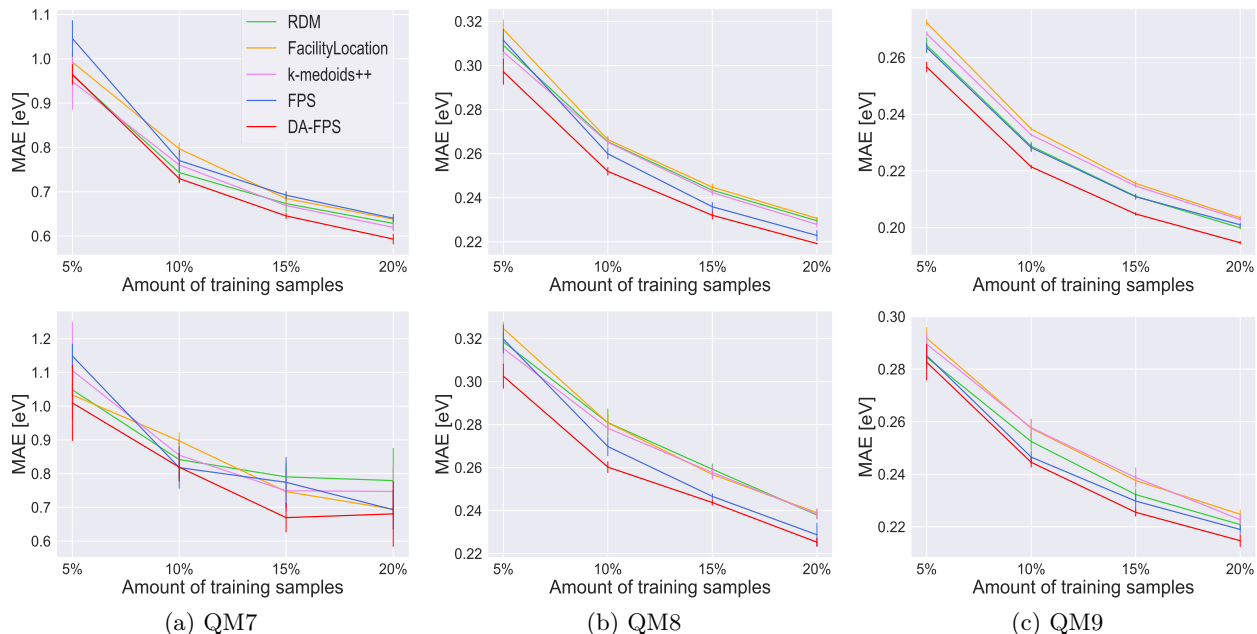 1.1
1.0
0.9
0.8
0.7
0.6
MAE [eV]
RDM
FacilityLocation
k-medoids++
FPS
DA-FPS
5% 10% 15% 20%
Amount of training samples
0.32
0.30
0.28
0.26
0.24
0.22
MAE [eV]
5% 10% 15% 20%
Amount of training samples
0.26
0.24
0.22
0.20
MAE [eV]
5% 10% 15% 20%
Amount of training samples
1.2
1.1
1.0
0.9
0.8
0.7
0.6
MAE [eV]
5% 10% 15% 20%
Amount of training samples
(a) QM7
0.32
0.30
0.28
0.26
0.24
0.22
MAE [eV]
5% 10% 15% 20%
Amount of training samples
(b) QM8
0.30
0.28
0.26
0.24
0.22
MAE [eV]
5% 10% 15% 20%
Amount of training samples
(c) QM9